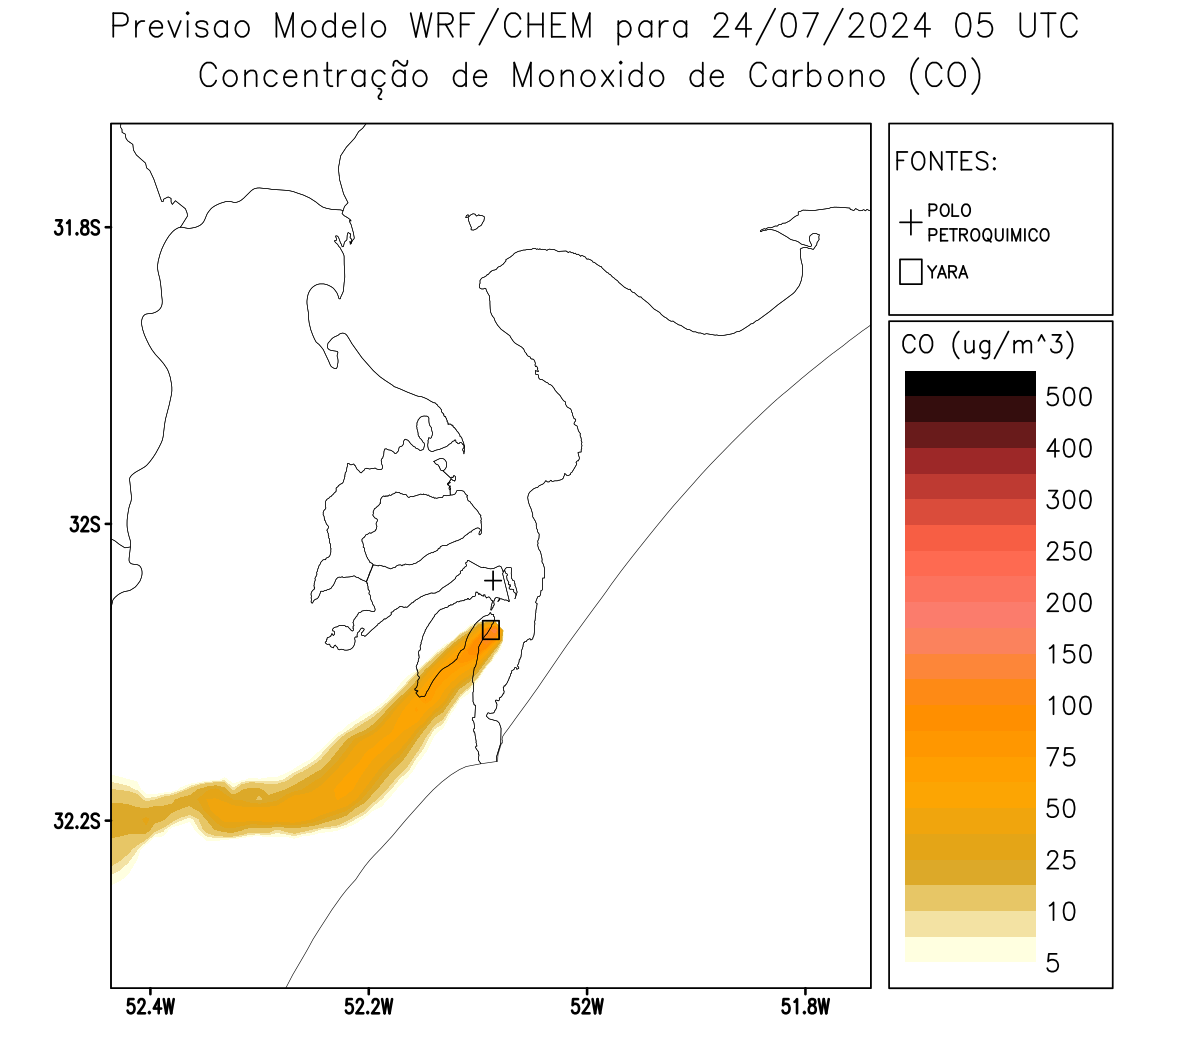 Previsao Modelo WRF/CHEM para 24/07/2024 05 UTC
Concentração de Monoxido de Carbono (CO)
FONTES:
POLO
PETROQUIMICO
YARA
CO (ug/m^3)
500
400
300
250
200
150
100
75
50
25
10
5
31.8S
32S
32.2S
52.4W
52.2W
52W
51.8W